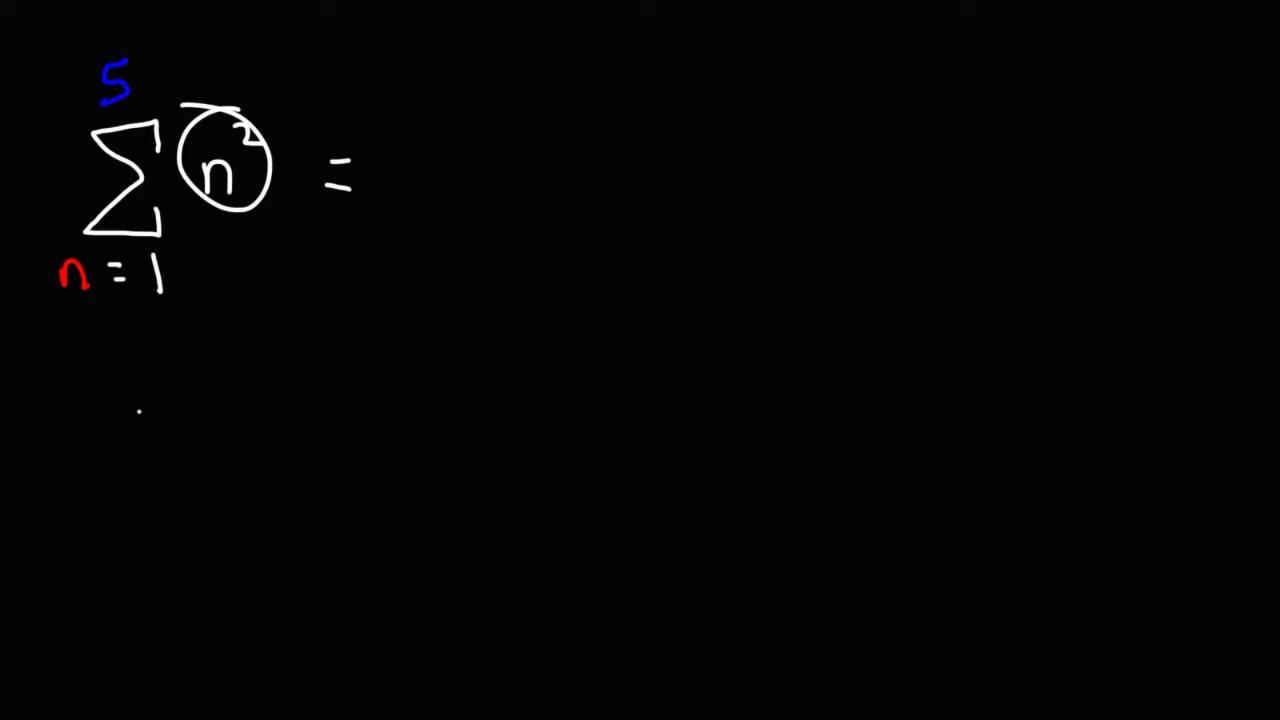 5
∑ n² =
n = 1